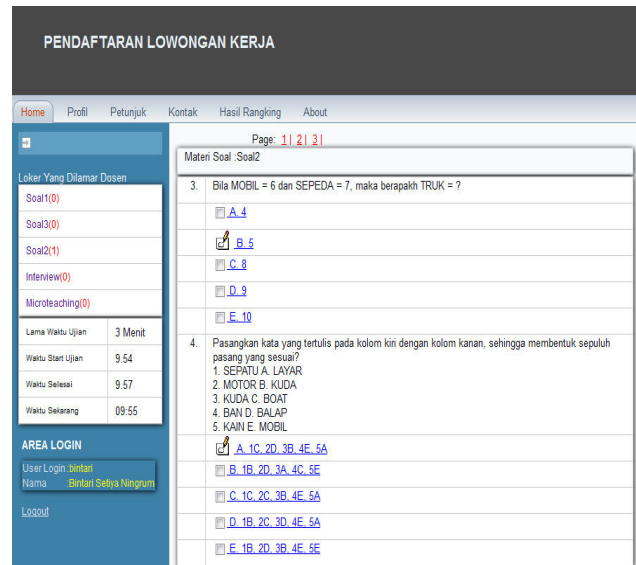 PENDAFTARAN LOWONGAN KERJA
Home Profil Petunjuk Kontak Hasil Rangking About
Loker Yang Dilamar Dosen
Soal1(0)
Soal3(0)
Soal2(1)
Interview(0)
Microteaching(0)
Lama Waktu Ujian 3 Menit
Waktu Start Ujian 9.54
Waktu Selesai 9.57
Waktu Sekarang 09:55
AREA LOGIN
User Login :bintari
Nama :Bintari Setiya Ningrum
Logout
Page: 1| 2| 3|
Materi Soal :Soal2
3. Bila MOBIL = 6 dan SEPEDA = 7, maka berapakh TRUK = ?
A. 4
B. 5
C. 8
D. 9
E. 10
4. Pasangkan kata yang tertulis pada kolom kiri dengan kolom kanan, sehingga membentuk sepuluh
pasang yang sesuai?
1. SEPATU A. LAYAR
2. MOTOR B. KUDA
3. KUDA C. BOAT
4. BAN D. BALAP
5. KAIN E. MOBIL
A. 1C, 2D, 3B, 4E, 5A
B. 1B, 2D, 3A, 4C, 5E
C. 1C, 2C, 3B, 4E, 5A
D. 1B, 2C, 3D, 4E, 5A
E. 1B, 2D, 3B, 4E, 5E